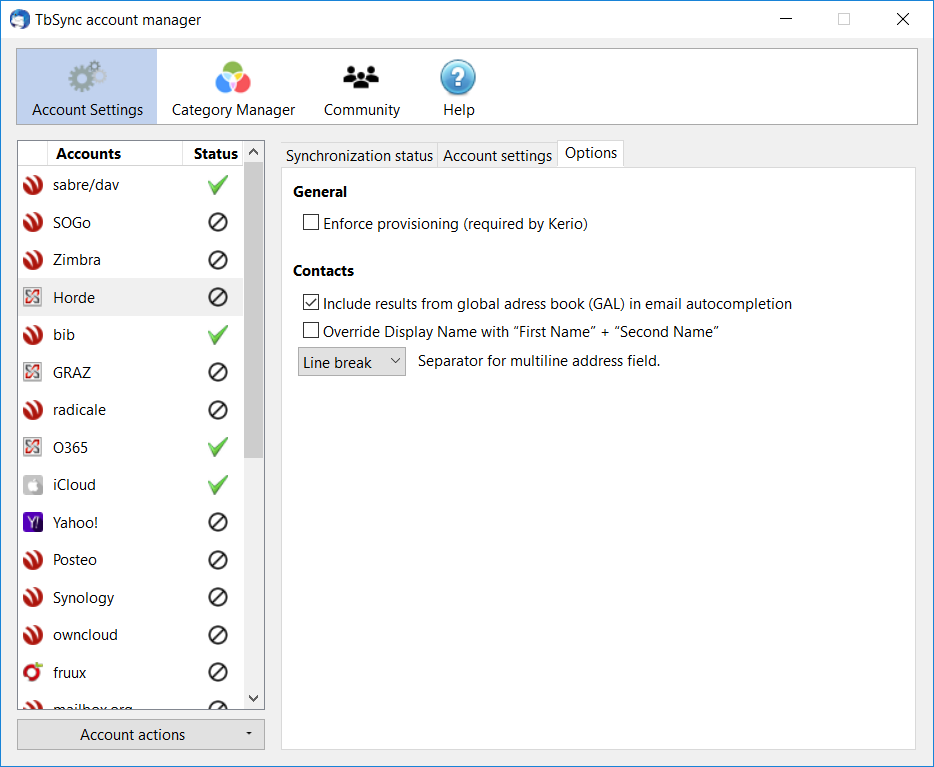 TbSync account manager
Account Settings
Category Manager
Community
Help
Accounts
Status
sabre/dav
SOGo
Zimbra
Horde
bib
GRAZ
radicale
O365
iCloud
Y!
Yahoo!
Posteo
Synology
owncloud
fruux
mailbox.org
Account actions
Synchronization status
Account settings
Options
General
Enforce provisioning (required by Kerio)
Contacts
Include results from global adress book (GAL) in email autocompletion
Override Display Name with “First Name” + “Second Name”
Line break
Separator for multiline address field.